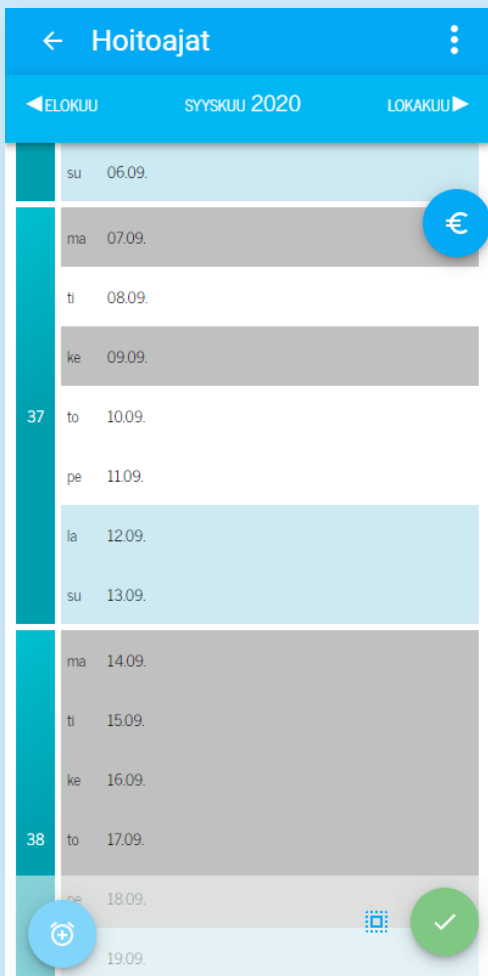 Hoitoajat
ELOKUU SYYSKUU 2020 LOKAKUU
su 06.09.
€
ma 07.09.
ti 08.09.
ke 09.09.
37 to 10.09.
pe 11.09.
la 12.09.
su 13.09.
ma 14.09.
ti 15.09.
ke 16.09.
38 to 17.09.
pe 18.09.
19.09.